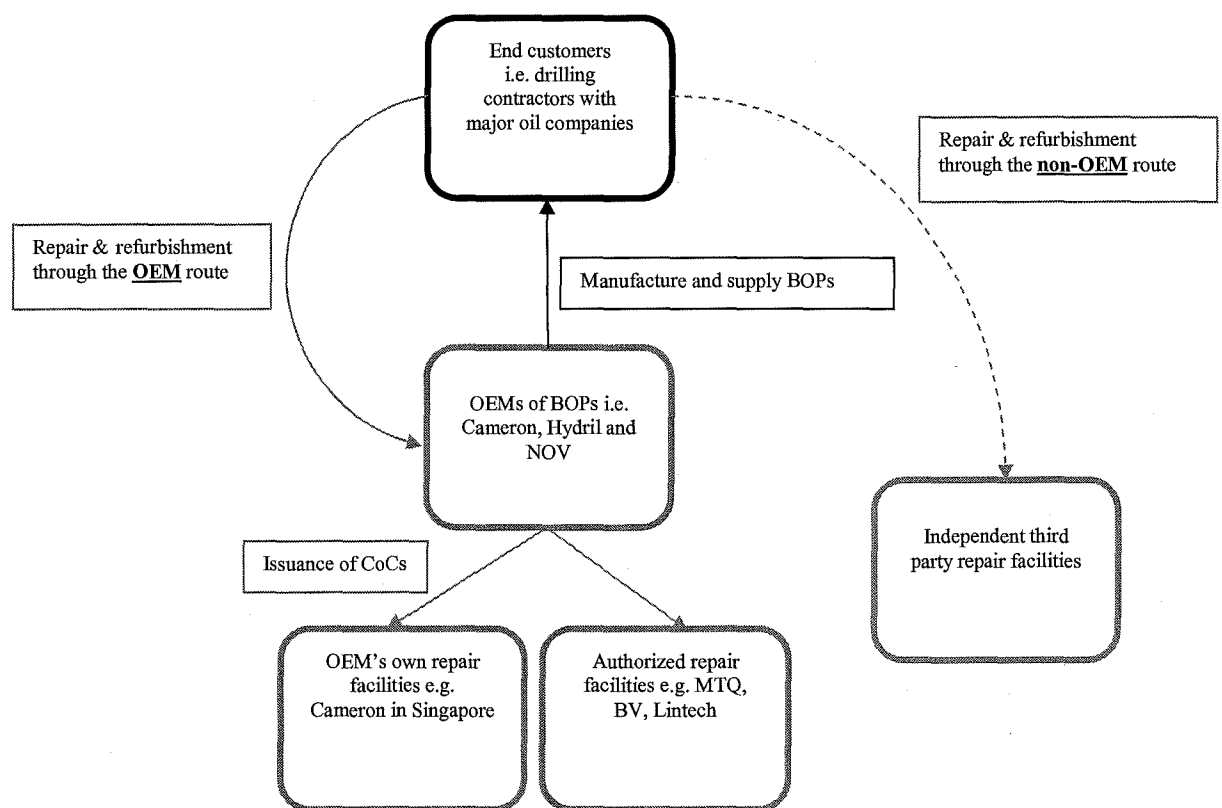 End customers
i.e. drilling
contractors with
major oil companies
Repair & refurbishment
through the non-OEM route
Repair & refurbishment
through the OEM route
Manufacture and supply BOPs
OEMs of BOPs i.e.
Cameron, Hydril and
NOV
Independent third
party repair facilities
Issuance of CoCs
OEM's own repair
facilities e.g.
Cameron in Singapore
Authorized repair
facilities e.g. MTQ,
BV, Lintech